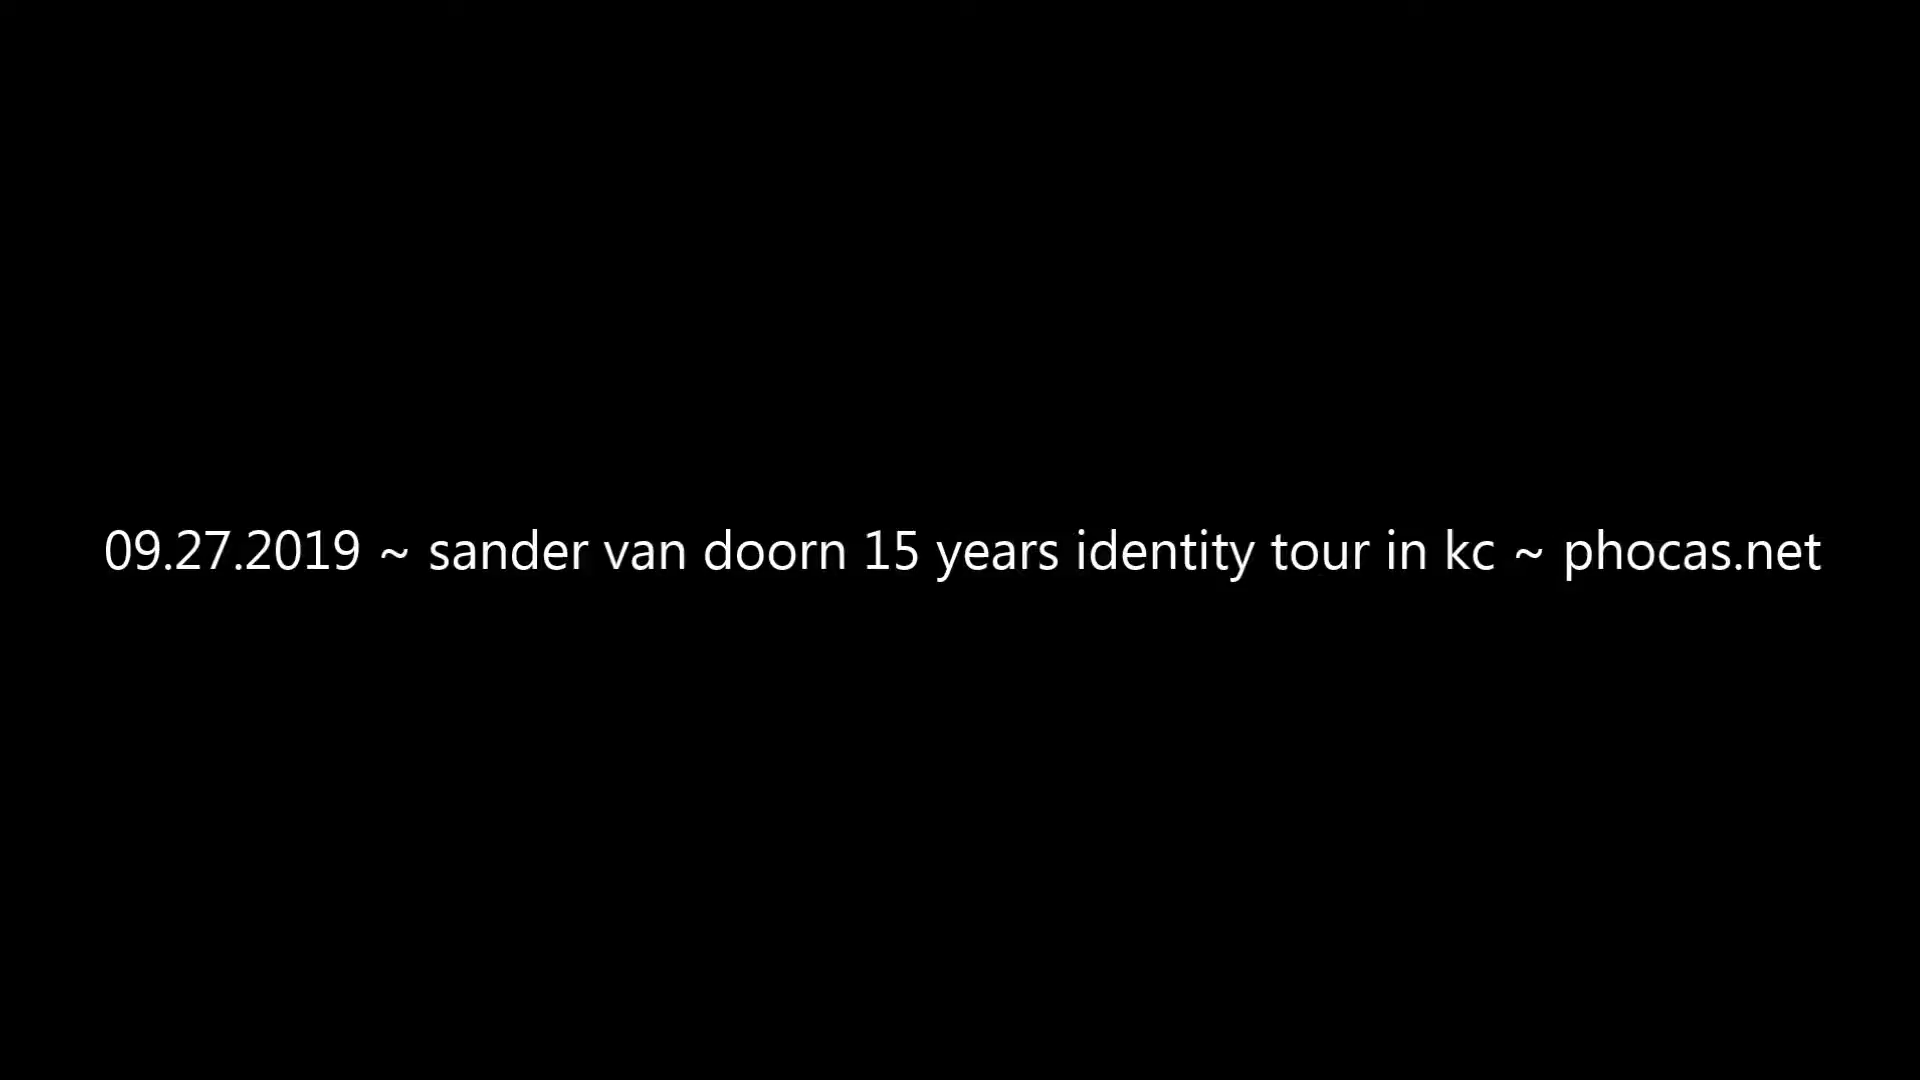 09.27.2019 ~ sander van doorn 15 years identity tour in kc ~ phocas.net